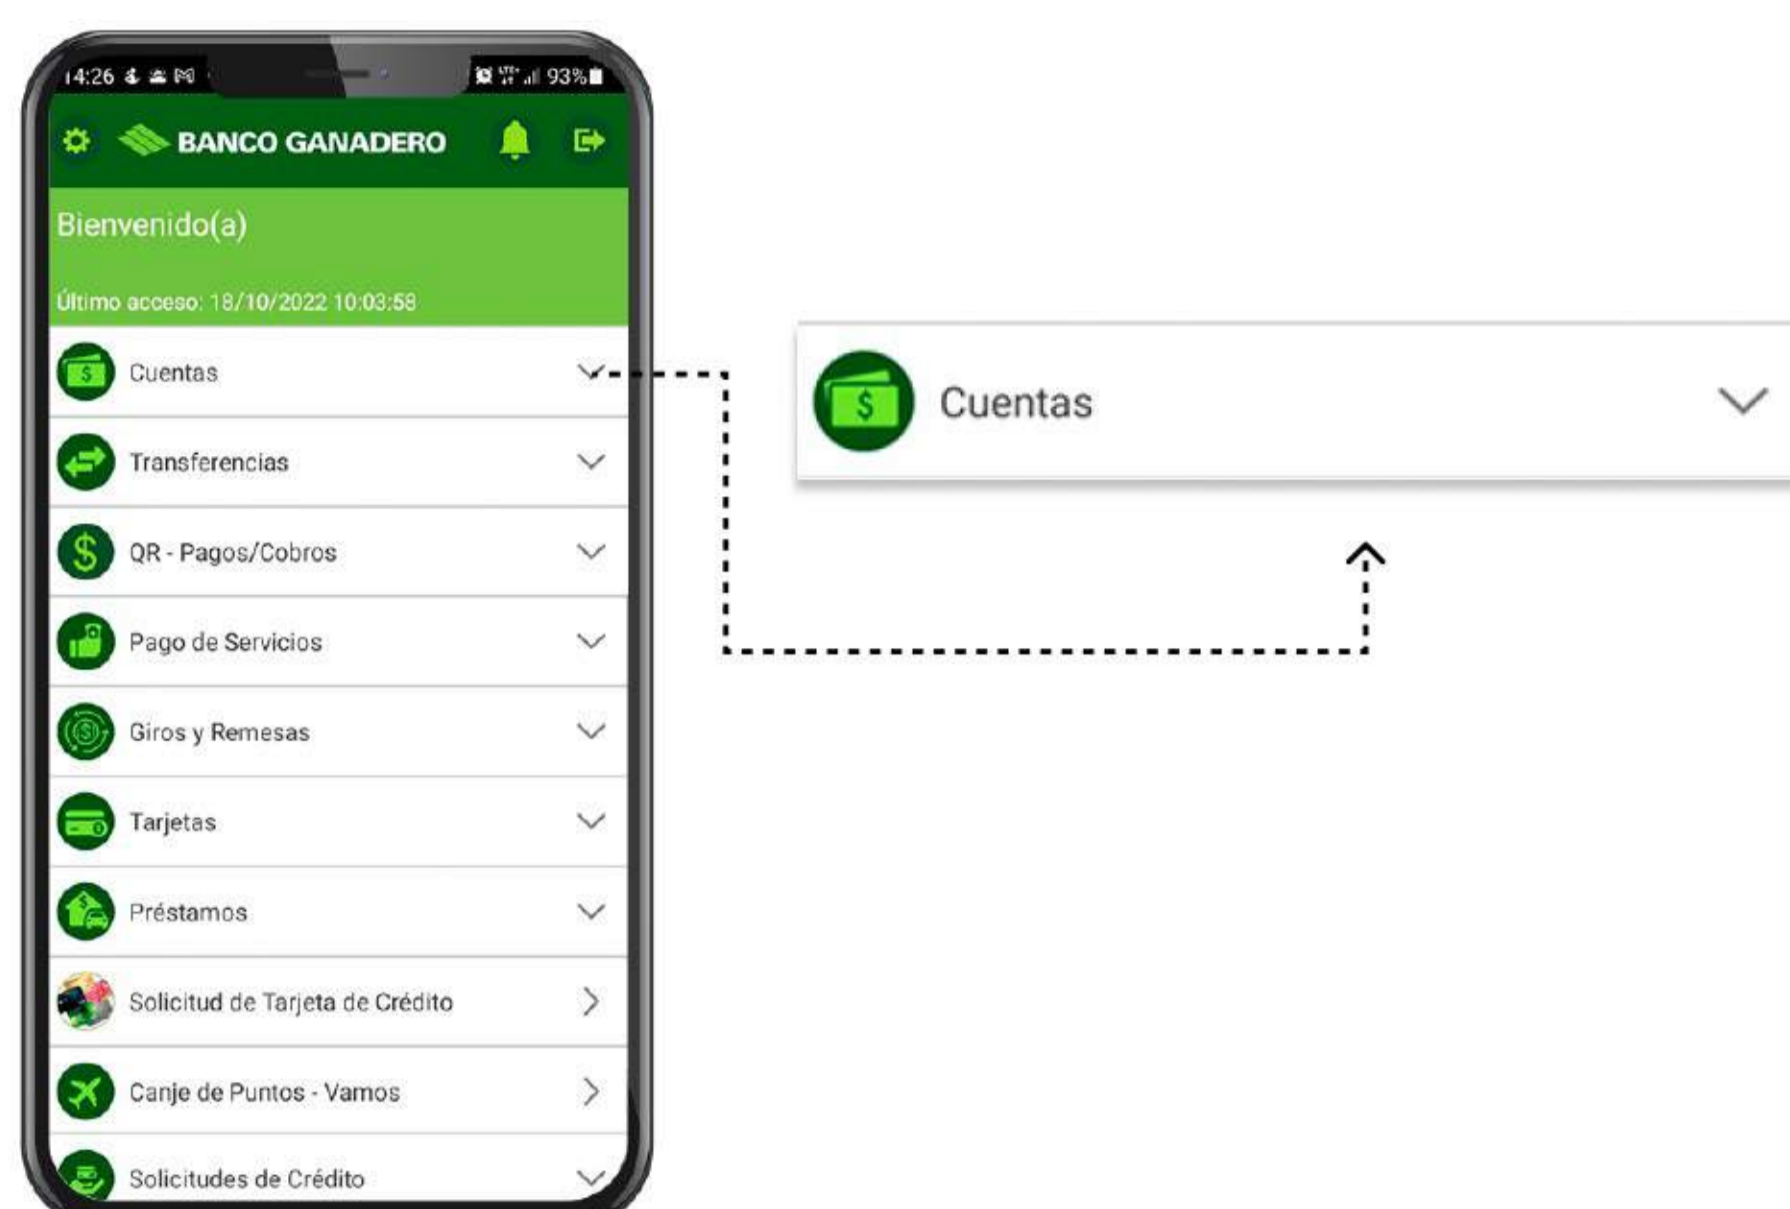 14:26
93%
BANCO GANADERO
Bienvenido(a)
Último acceso: 18/10/2022 10:03:58
Cuentas
Transferencias
QR - Pagos/Cobros
Pago de Servicios
Giros y Remesas
Tarjetas
Préstamos
Solicitud de Tarjeta de Crédito
Canje de Puntos - Vamos
Solicitudes de Crédito
Cuentas